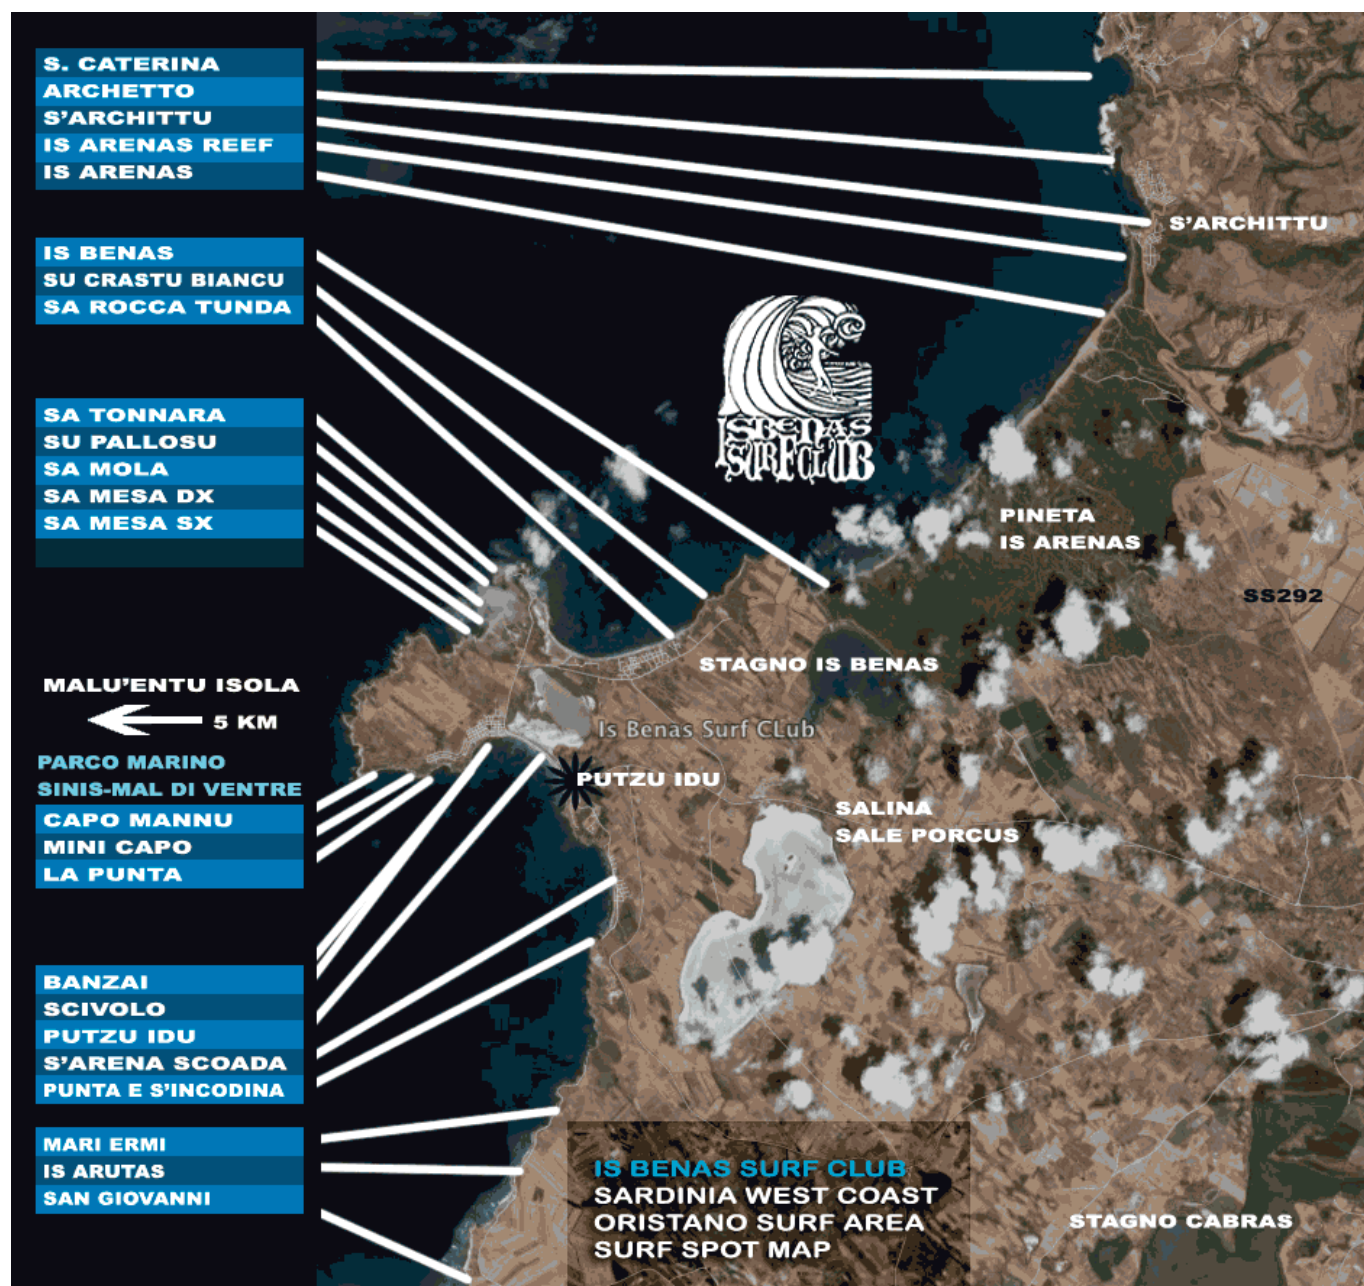 S. CATERINA
ARCHETTO
S'ARCHITTU
IS ARENAS REEF
IS ARENAS
IS BENAS
SU CRASTU BIANCU
SA ROCCA TUNDA
SA TONNARA
SU PALLOSU
SA MOLA
SA MESA DX
SA MESA SX
MALU'ENTU ISOLA
5 KM
PARCO MARINO
SINIS-MAL DI VENTRE
CAPO MANNU
MINI CAPO
LA PUNTA
BANZAI
SCIVOLO
PUTZU IDU
S'ARENA SCOADA
PUNTA E S'INCODINA
MARI ERMI
IS ARUTAS
SAN GIOVANNI
S'ARCHITTU
ISBENAS
SURFCLUB
PINETA
IS ARENAS
SS292
STAGNO IS BENAS
Is Benas Surf CLub
PUTZU IDU
SALINA
SALE PORCUS
IS BENAS SURF CLUB
SARDINIA WEST COAST
ORISTANO SURF AREA
SURF SPOT MAP
STAGNO CABRAS